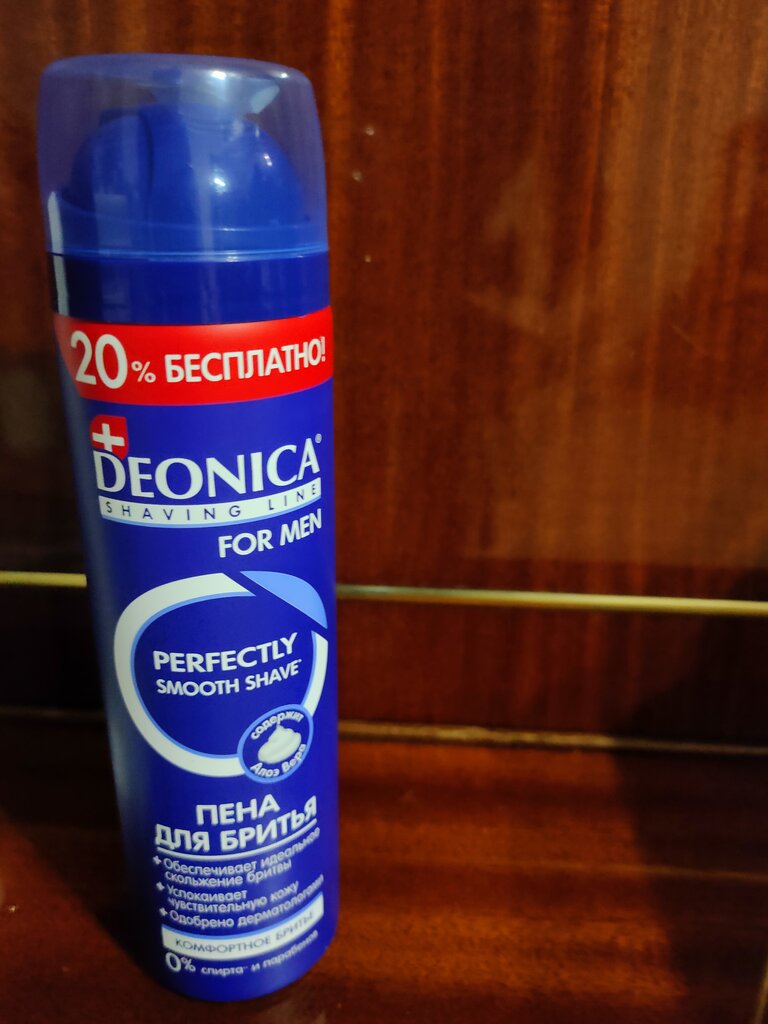 20% БЕСПЛАТНО!
DEONICA®
SHAVING LINE
FOR MEN
PERFECTLY
SMOOTH SHAVE
содержит
Алоэ Вера
ПЕНА
ДЛЯ БРИТЬЯ
+ Обеспечивает идеальное
скольжение бритвы
+ Успокаивает
чувствительную кожу
+ Одобрено дерматологами
КОМФОРТНОЕ БРИТЬЕ
0% спирта и парабенов